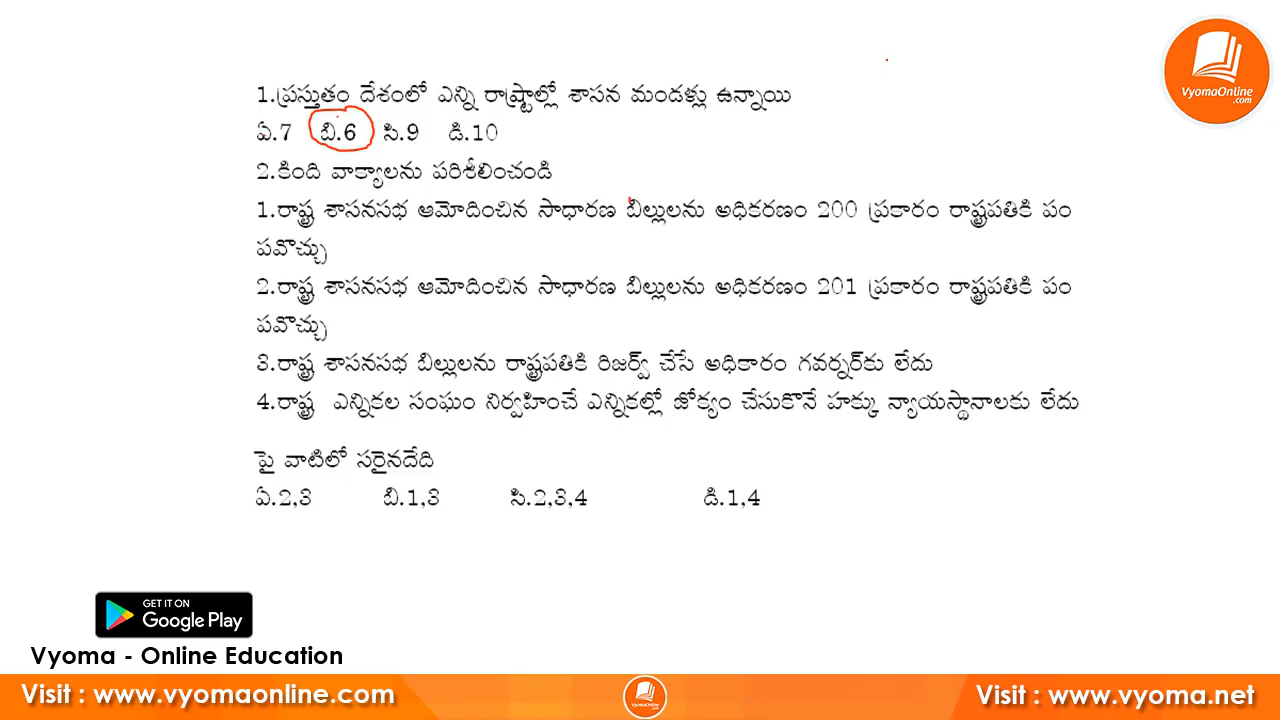 VyomaOnline
.com
1.ప్రస్తుతం దేశంలో ఎన్ని రాష్ట్రాల్లో శాసన మండళ్లు ఉన్నాయి
ఏ.7 బి.6 సి.9 డి.10
2.కింది వాక్యాలను పరిశీలించండి
1.రాష్ట్ర శాసనసభ ఆమోదించిన సాధారణ బిల్లులను అధికరణం 200 ప్రకారం రాష్ట్రపతికి పం
పవొచ్చు
2.రాష్ట్ర శాసనసభ ఆమోదించిన సాధారణ బిల్లులను అధికరణం 201 ప్రకారం రాష్ట్రపతికి పం
పవొచ్చు
3.రాష్ట్ర శాసనసభ బిల్లులను రాష్ట్రపతికి రిజర్వ్ చేసే అధికారం గవర్నర్‌కు లేదు
4.రాష్ట్ర ఎన్నికల సంఘం నిర్వహించే ఎన్నికల్లో జోక్యం చేసుకొనే హక్కు న్యాయస్థానాలకు లేదు
పై వాటిలో సరైనదేది
ఏ.2,3 బి.1,3 సి.2,3,4 డి.1,4
GET IT ON
Google Play
Vyoma - Online Education
Visit : www.vyomaonline.com VyomaOnline Visit : www.vyoma.net